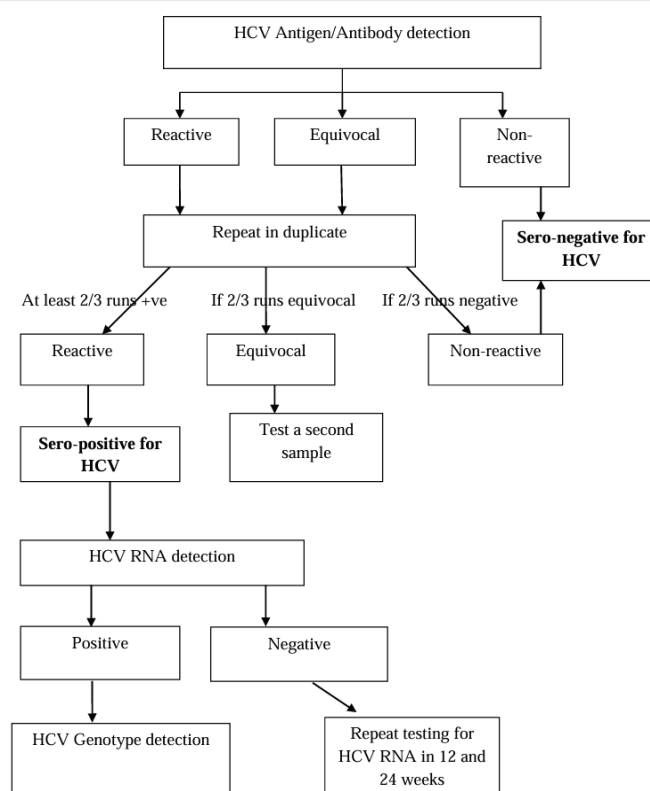 HCV Antigen/Antibody detection
Reactive
Equivocal
Non-
reactive
Repeat in duplicate
Sero-negative for
HCV
At least 2/3 runs +ve
If 2/3 runs equivocal
If 2/3 runs negative
Reactive
Equivocal
Non-reactive
Sero-positive for
HCV
Test a second
sample
HCV RNA detection
Positive
Negative
HCV Genotype detection
Repeat testing for
HCV RNA in 12 and
24 weeks